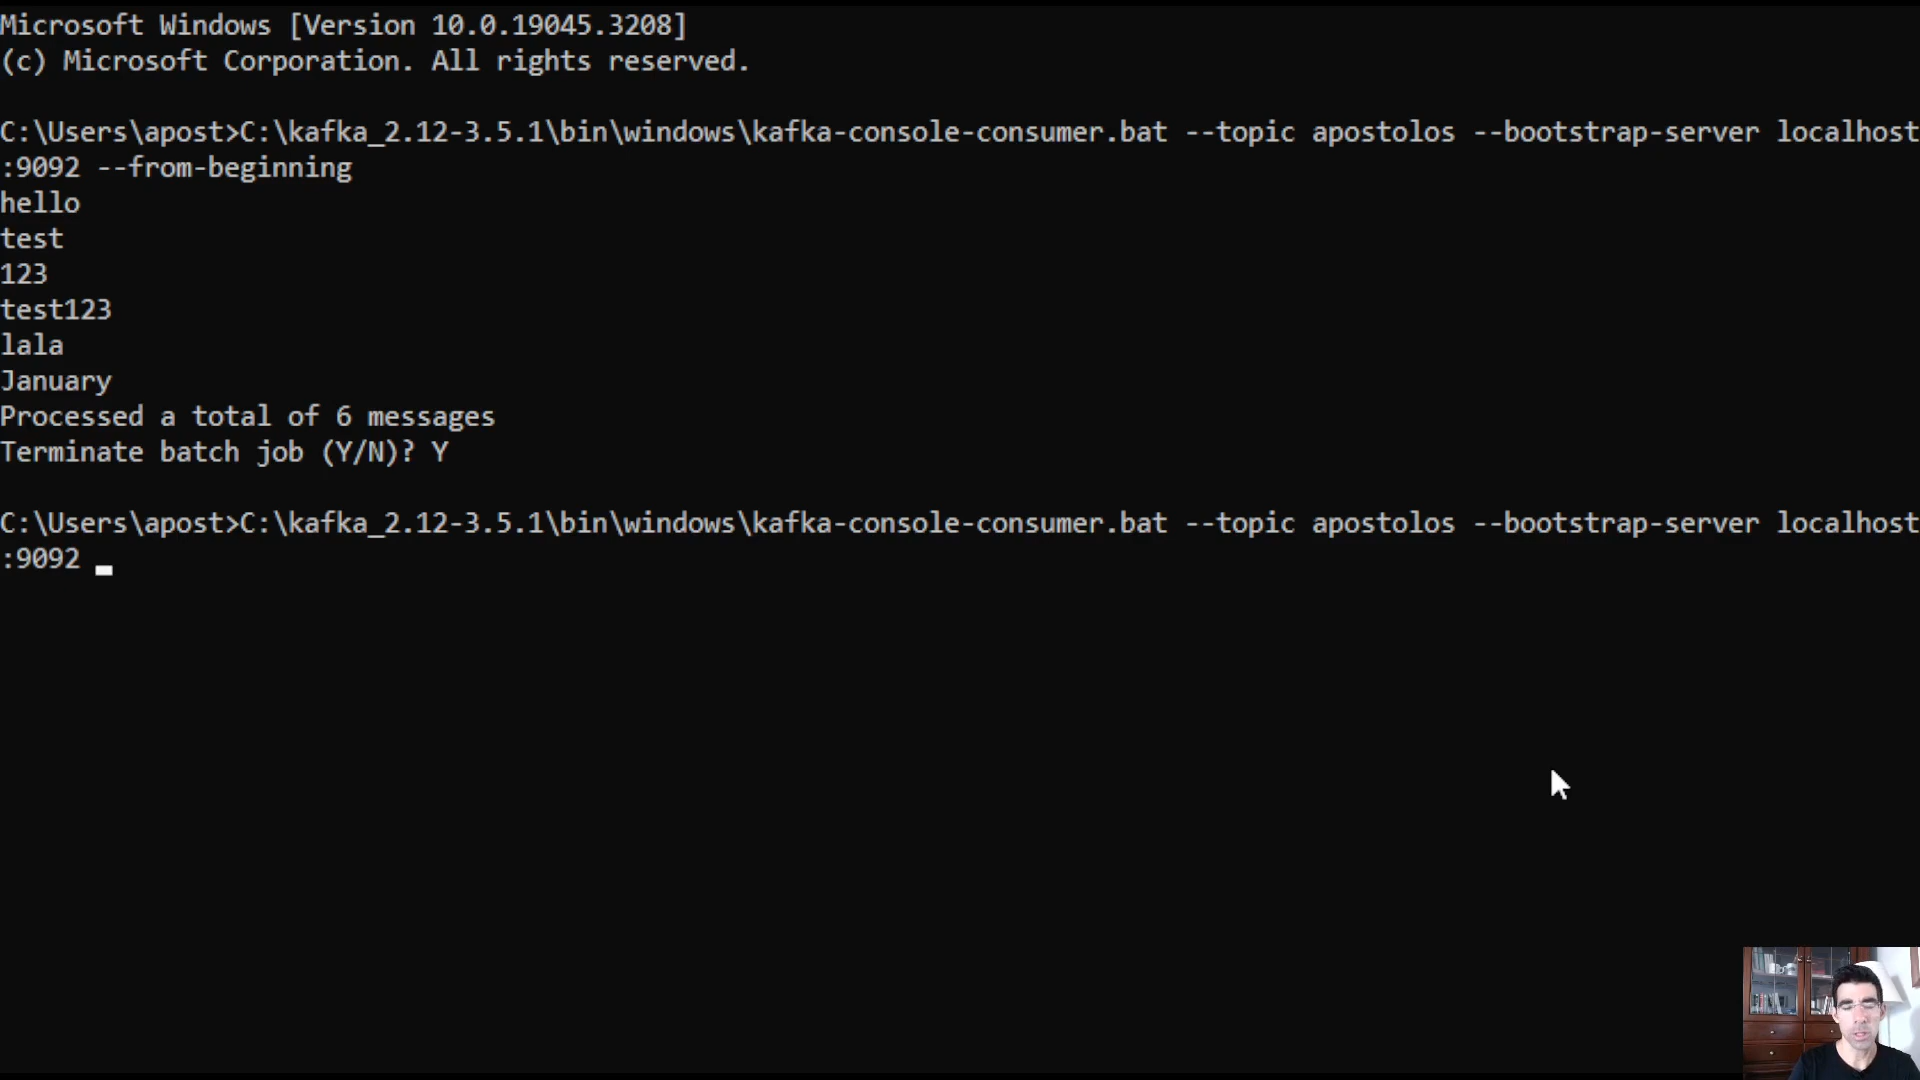 Microsoft Windows [Version 10.0.19045.3208]
(c) Microsoft Corporation. All rights reserved.
C:\Users\apost>C:\kafka_2.12-3.5.1\bin\windows\kafka-console-consumer.bat --topic apostolos --bootstrap-server localhost
:9092 --from-beginning
hello
test
123
test123
lala
January
Processed a total of 6 messages
Terminate batch job (Y/N)? Y
C:\Users\apost>C:\kafka_2.12-3.5.1\bin\windows\kafka-console-consumer.bat --topic apostolos --bootstrap-server localhost
:9092